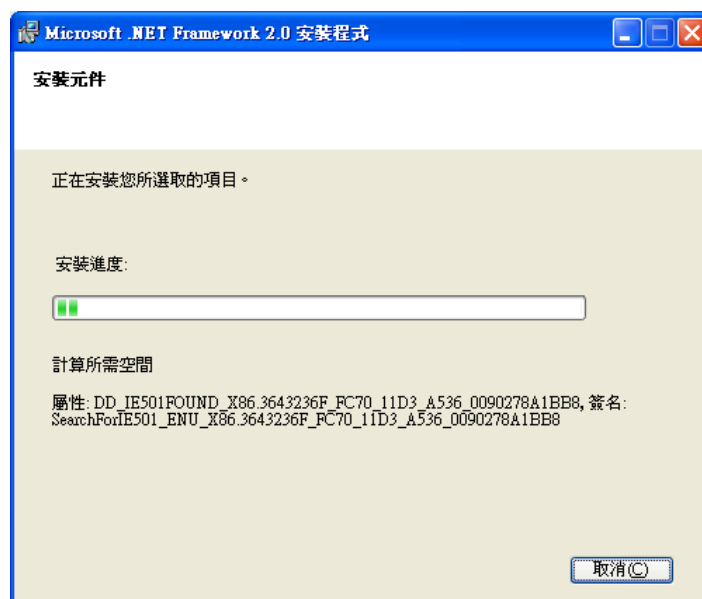 Microsoft .NET Framework 2.0 安裝程式
安裝元件
正在安裝您所選取的項目。
安裝進度:
計算所需空間
屬性: DD_IE501FOUND_X86.3643236F_FC70_11D3_A536_0090278A1BB8, 簽名:
SearchForIE501_ENU_X86.3643236F_FC70_11D3_A536_0090278A1BB8
取消(C)